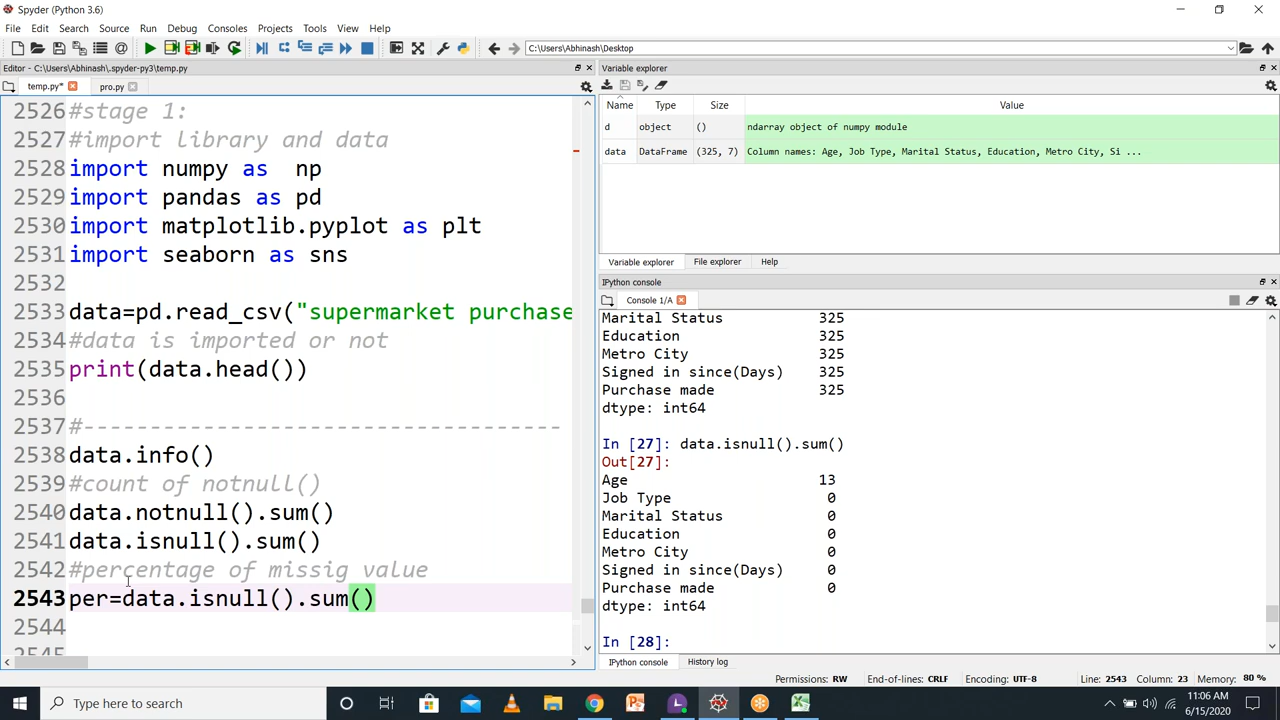 Spyder (Python 3.6)
File Edit Search Source Run Debug Consoles Projects Tools View Help
C:\Users\Abhinash\Desktop
Editor - C:\Users\Abhinash\.spyder-py3\temp.py
temp.py* pro.py
2526 #stage 1:
2527 #import library and data
2528 import numpy as  np
2529 import pandas as pd
2530 import matplotlib.pyplot as plt
2531 import seaborn as sns
2532
2533 data=pd.read_csv("supermarket purchase
2534 #data is imported or not
2535 print(data.head())
2536
2537 #------------------------------------
2538 data.info()
2539 #count of notnull()
2540 data.notnull().sum()
2541 data.isnull().sum()
2542 #percentage of missig value
2543 per=data.isnull().sum()
2544
2545
Variable explorer
Name Type Size Value
d object () ndarray object of numpy module
data DataFrame (325, 7) Column names: Age, Job Type, Marital Status, Education, Metro City, Si ...
Variable explorer File explorer Help
IPython console
Console 1/A
Marital Status 325
Education 325
Metro City 325
Signed in since(Days) 325
Purchase made 325
dtype: int64
In [27]: data.isnull().sum()
Out[27]:
Age 13
Job Type 0
Marital Status 0
Education 0
Metro City 0
Signed in since(Days) 0
Purchase made 0
dtype: int64
In [28]:
IPython console History log
Permissions: RW End-of-lines: CRLF Encoding: UTF-8 Line: 2543 Column: 23 Memory: 80 %
Type here to search
11:06 AM
6/15/2020